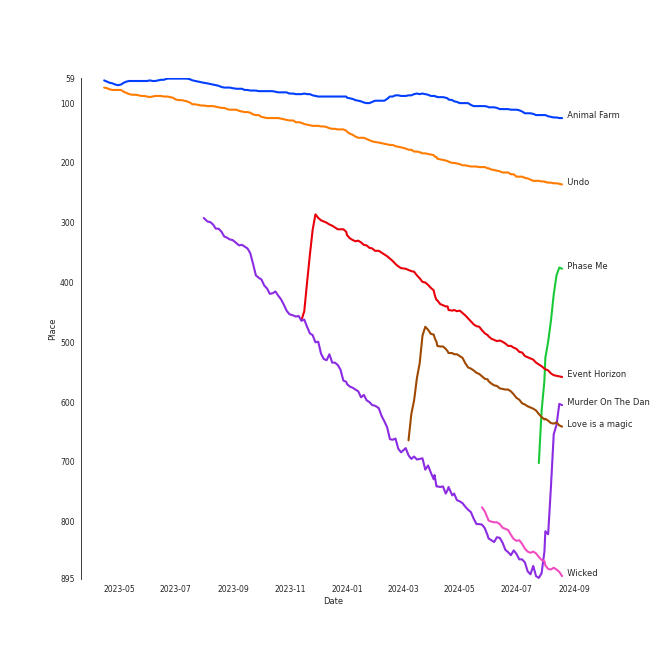 59
100
200
300
400
500
600
700
800
895
Place
2023-05
2023-07
2023-09
2023-11
2024-01
2024-03
2024-05
2024-07
2024-09
Date
Animal Farm
Undo
Phase Me
Event Horizon
Murder On The Dan
Love is a magic
Wicked